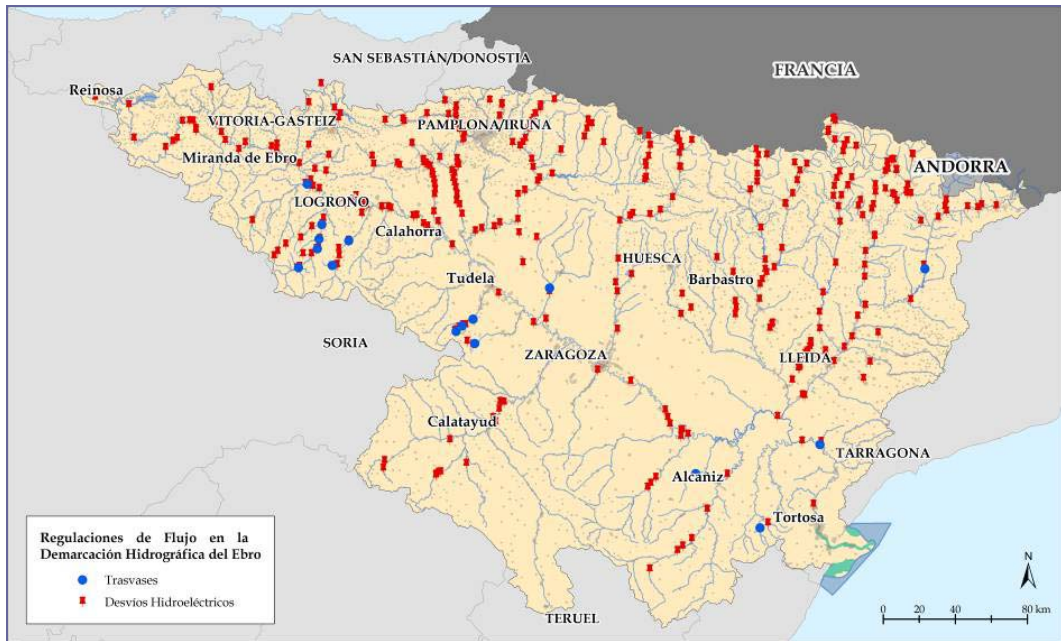 SAN SEBASTIÁN/DONOSTIA
FRANCIA
Reinosa
VITORIA-GASTEIZ
PAMPLONA/IRUÑA
Miranda de Ebro
ANDORRA
LOGROÑO
Calahorra
HUESCA
Barbastro
Tudela
SORIA
ZARAGOZA
LLEIDA
Calatayud
TARRAGONA
Alcañiz
Tortosa
TERUEL
Regulaciones de Flujo en la
Demarcación Hidrográfica del Ebro
Trasvases
Desvíos Hidroeléctricos
N
0 20 40 80 km